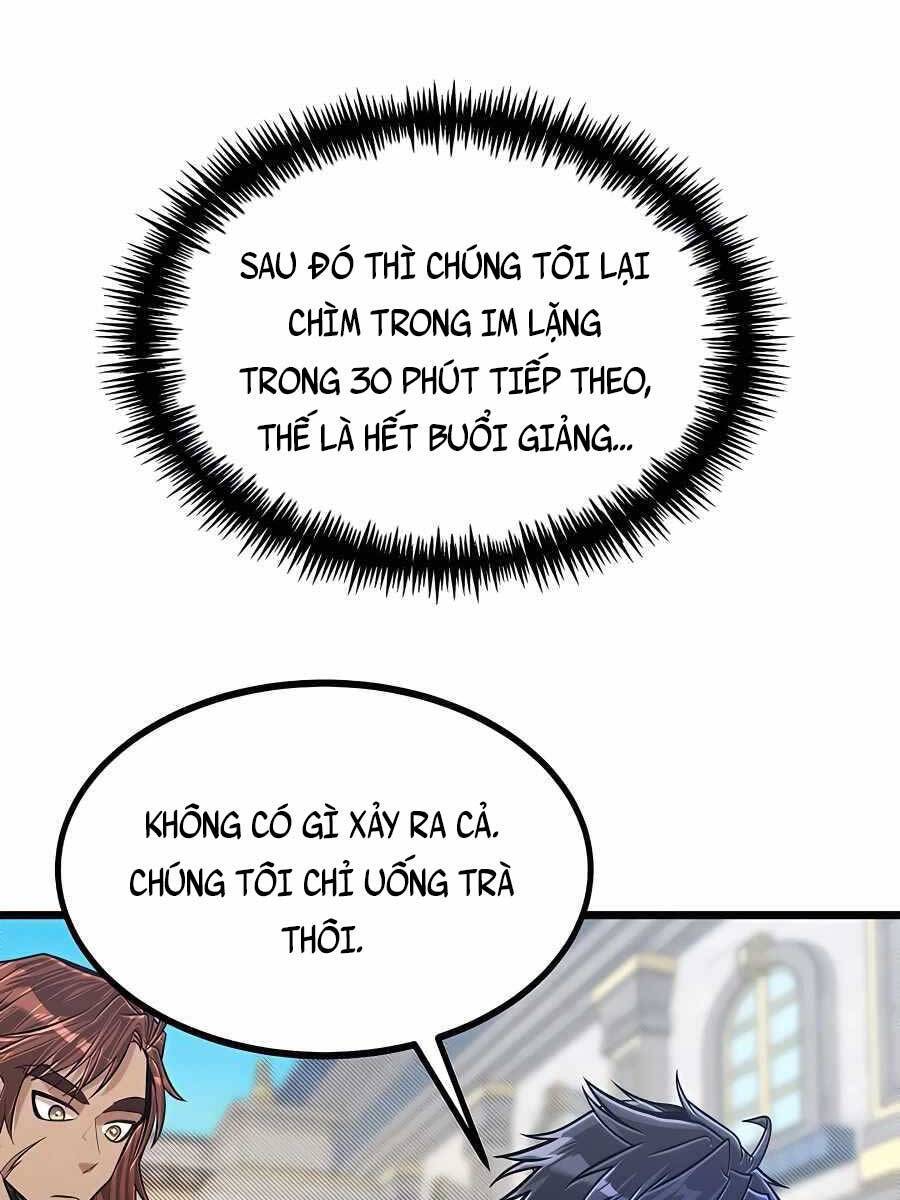 SAU ĐÓ THÌ CHÚNG TÔI LẠI
CHÌM TRONG IM LẶNG
TRONG 30 PHÚT TIẾP THEO,
THẾ LÀ HẾT BUỔI GIẢNG...
KHÔNG CÓ GÌ XẢY RA CẢ.
CHÚNG TÔI CHỈ UỐNG TRÀ
THÔI.